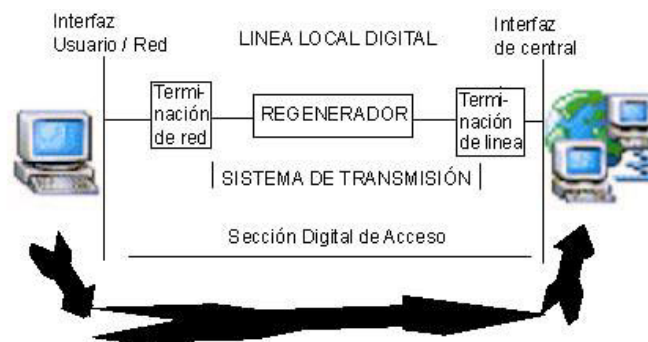 Interfaz
Usuario / Red
LINEA LOCAL DIGITAL
Interfaz
de central
Termi-
nación
de red
REGENERADOR
Termi-
nación
de linea
SISTEMA DE TRANSMISIÓN
Sección Digital de Acceso